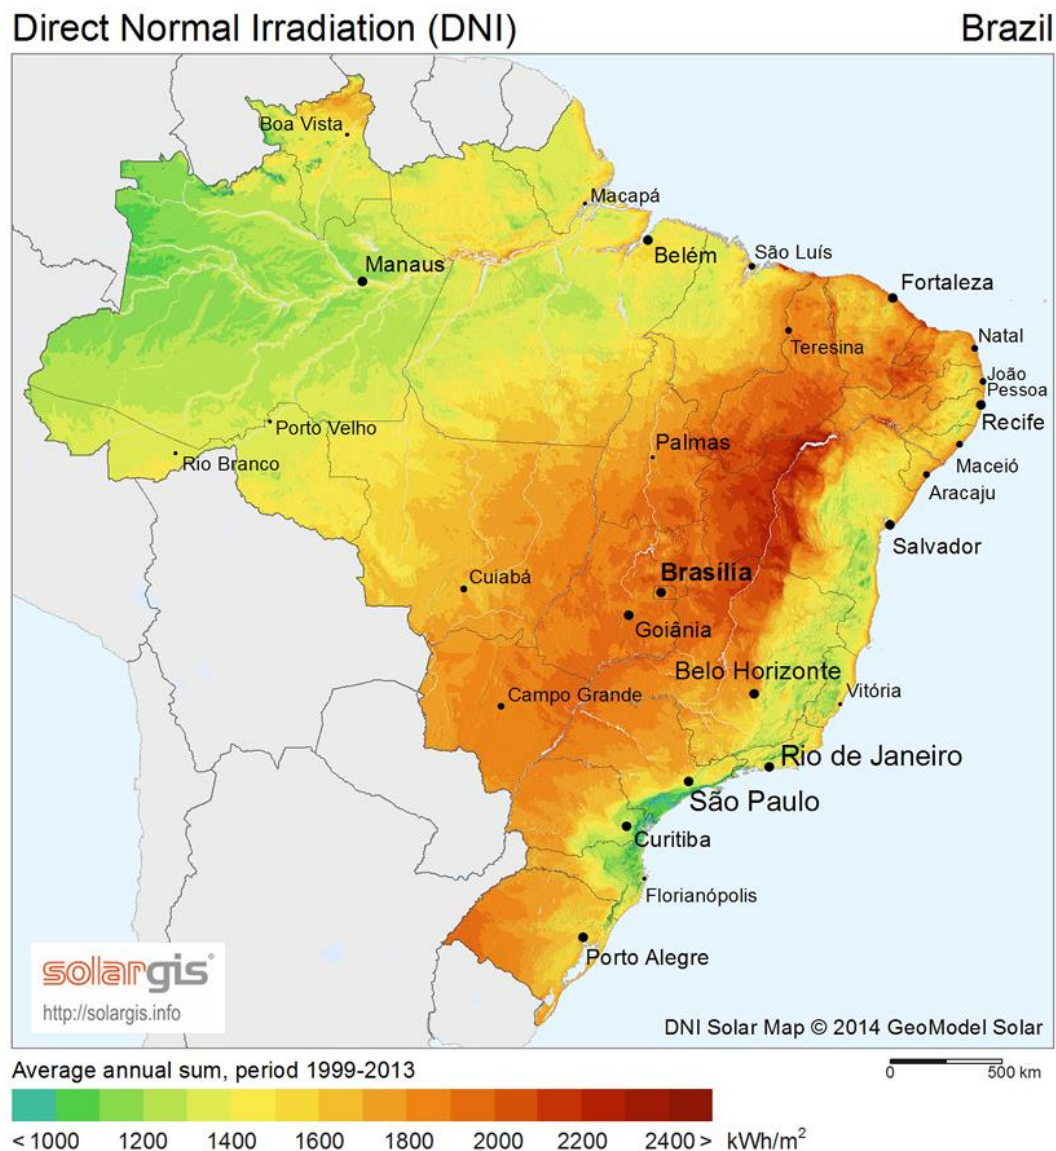 Direct Normal Irradiation (DNI)
Brazil
Boa Vista
Macapá
Belém
São Luís
Manaus
Fortaleza
Teresina
Natal
João
Pessoa
Recife
Porto Velho
Palmas
Rio Branco
Maceió
Aracaju
Salvador
Brasília
Cuiabá
Goiânia
Belo Horizonte
Campo Grande
Vitória
Rio de Janeiro
São Paulo
Curitiba
Florianópolis
Porto Alegre
solargis
http://solargis.info
DNI Solar Map © 2014 GeoModel Solar
Average annual sum, period 1999-2013
0 500 km
< 1000 1200 1400 1600 1800 2000 2200 2400 > kWh/m²